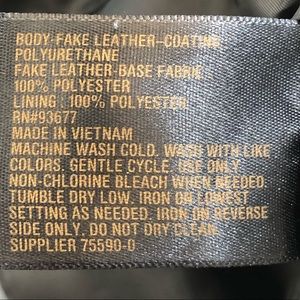 BODY-FAKE LEATHER-COATING
POLYURETHANE
FAKE LEATHER-BASE FABRIC
100% POLYESTER
LINING : 100% POLYESTER
RN#93677
MADE IN VIETNAM
MACHINE WASH COLD. WASH WITH LIKE
COLORS. GENTLE CYCLE. USE ONLY
NON-CHLORINE BLEACH WHEN NEEDED.
TUMBLE DRY LOW. IRON ON LOWEST
SETTING AS NEEDED. IRON ON REVERSE
SIDE ONLY. DO NOT DRY CLEAN.
SUPPLIER 75590-0